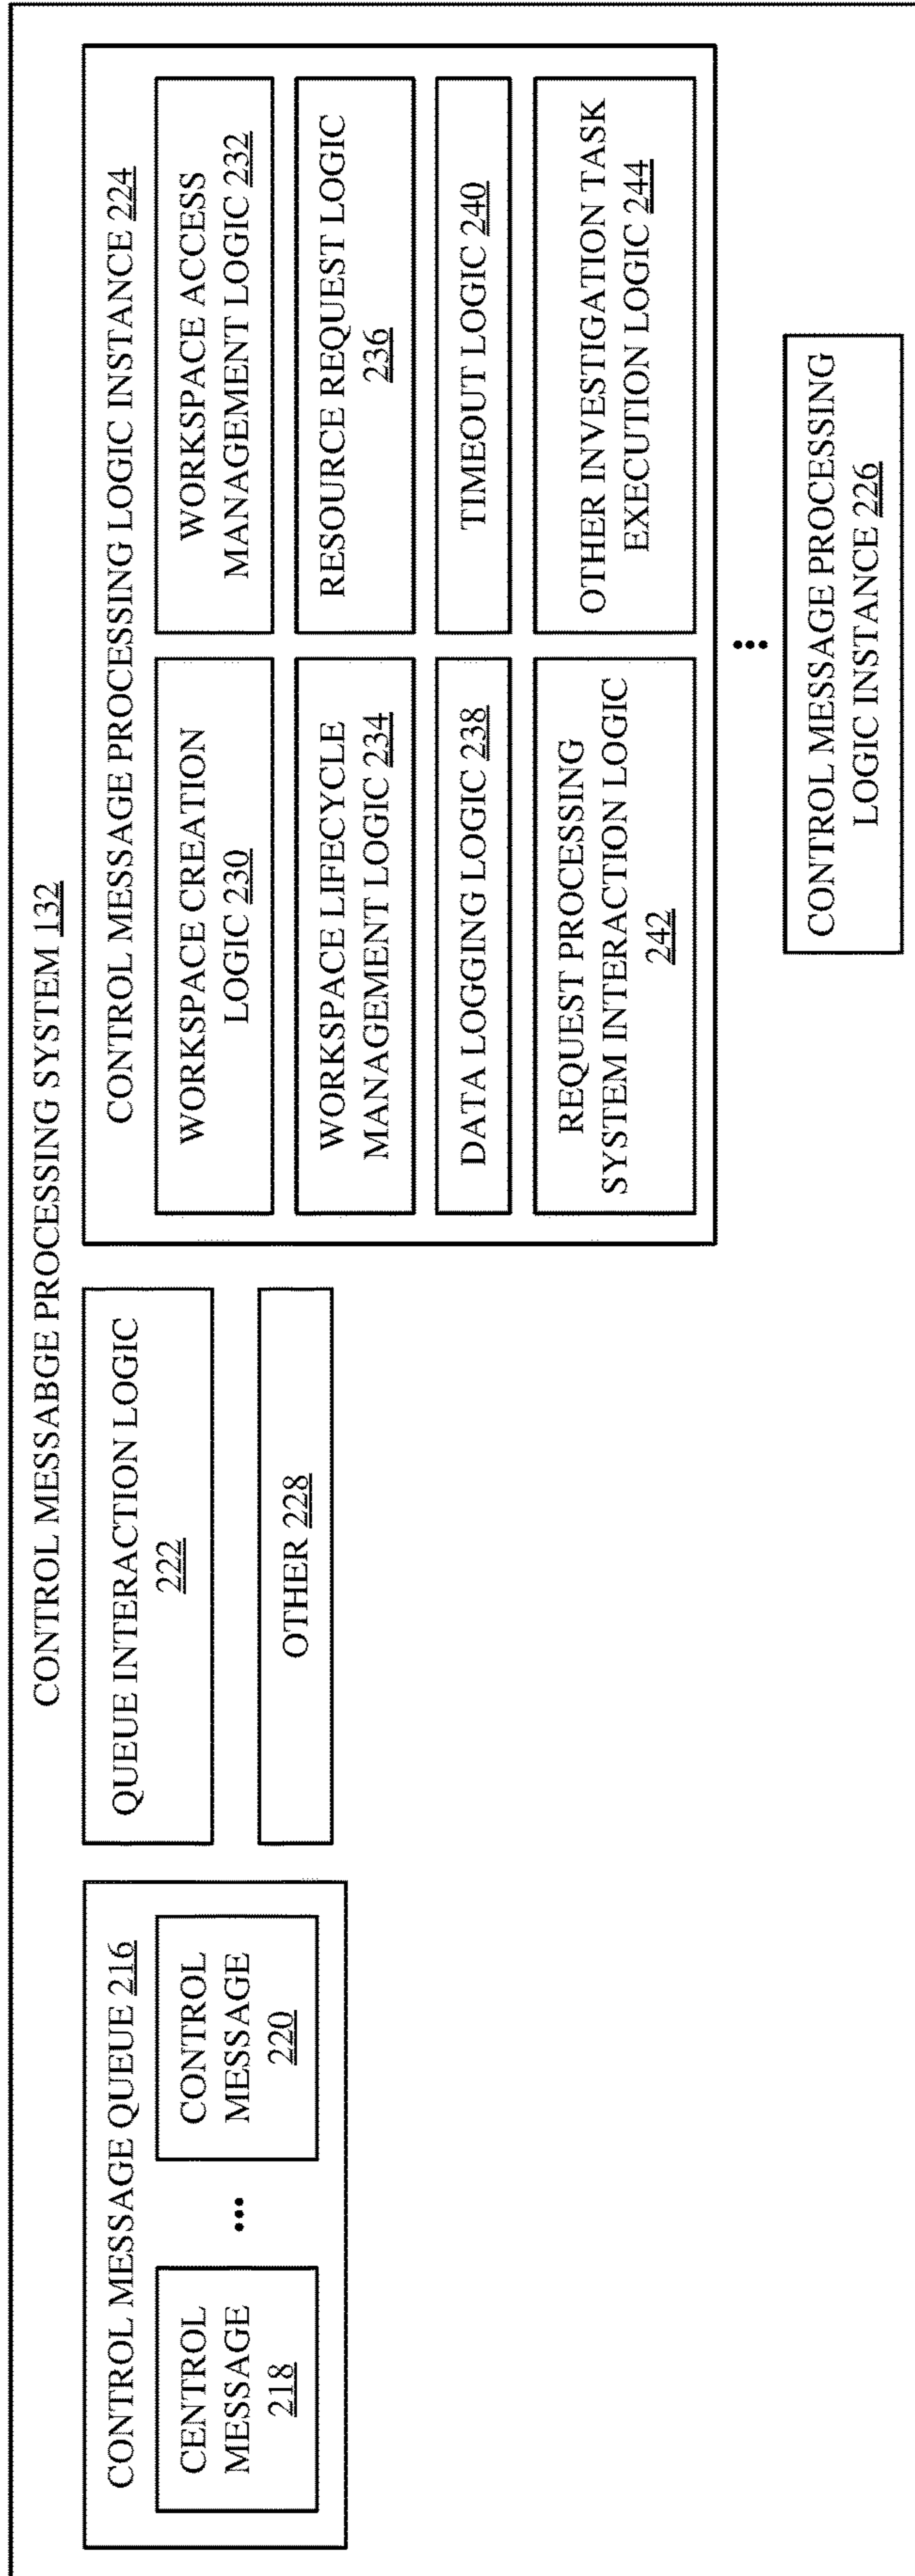 CONTROL MESSABGE PROCESSING SYSTEM 132
CONTROL MESSAGE QUEUE 216
CENTROL
MESSAGE
218
...
CONTROL
MESSAGE
220
QUEUE INTERACTION LOGIC
222
OTHER 228
CONTROL MESSAGE PROCESSING LOGIC INSTANCE 224
WORKSPACE CREATION
LOGIC 230
WORKSPACE ACCESS
MANAGEMENT LOGIC 232
WORKSPACE LIFECYCLE
MANAGEMENT LOGIC 234
RESOURCE REQUEST LOGIC
236
DATA LOGGING LOGIC 238
TIMEOUT LOGIC 240
REQUEST PROCESSING
SYSTEM INTERACTION LOGIC
242
OTHER INVESTIGATION TASK
EXECUTION LOGIC 244
...
CONTROL MESSAGE PROCESSING
LOGIC INSTANCE 226